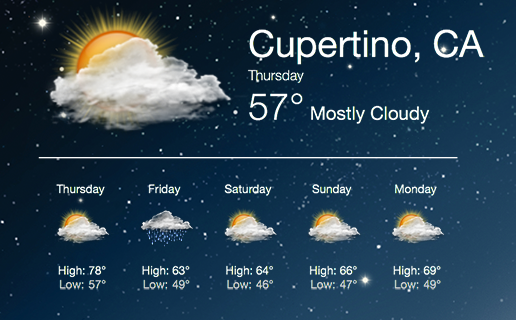 Cupertino, CA
Thursday
57° Mostly Cloudy
Thursday Friday Saturday Sunday Monday
High: 78° High: 63° High: 64° High: 66° High: 69°
Low: 57° Low: 49° Low: 46° Low: 47° Low: 49°